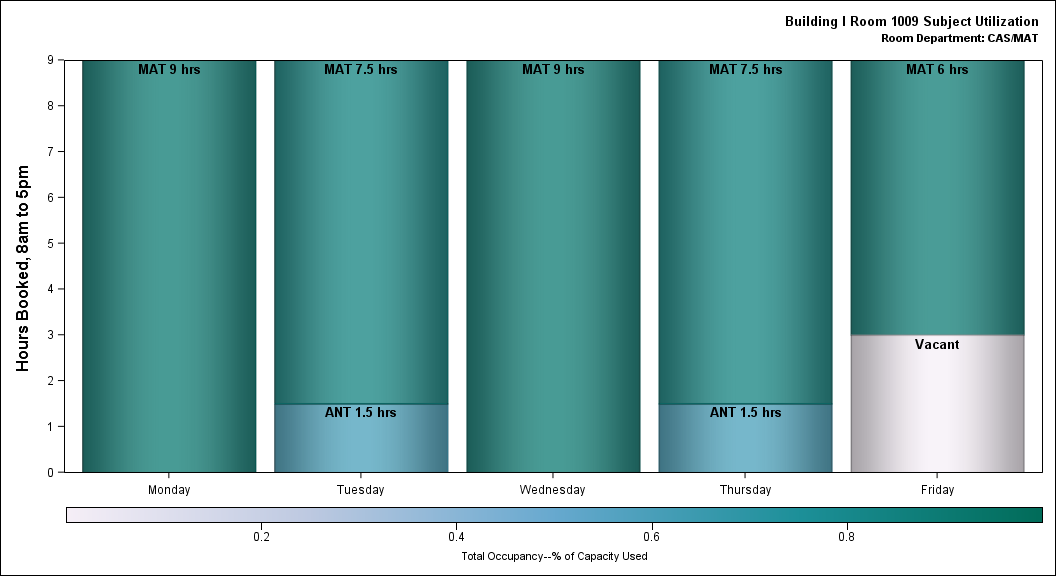 Building I Room 1009 Subject Utilization
Room Department: CAS/MAT
Hours Booked, 8am to 5pm
9
8
7
6
5
4
3
2
1
0
MAT 9 hrs
MAT 7.5 hrs
MAT 9 hrs
MAT 7.5 hrs
MAT 6 hrs
Vacant
ANT 1.5 hrs
ANT 1.5 hrs
Monday
Tuesday
Wednesday
Thursday
Friday
0.2
0.4
0.6
0.8
Total Occupancy--% of Capacity Used